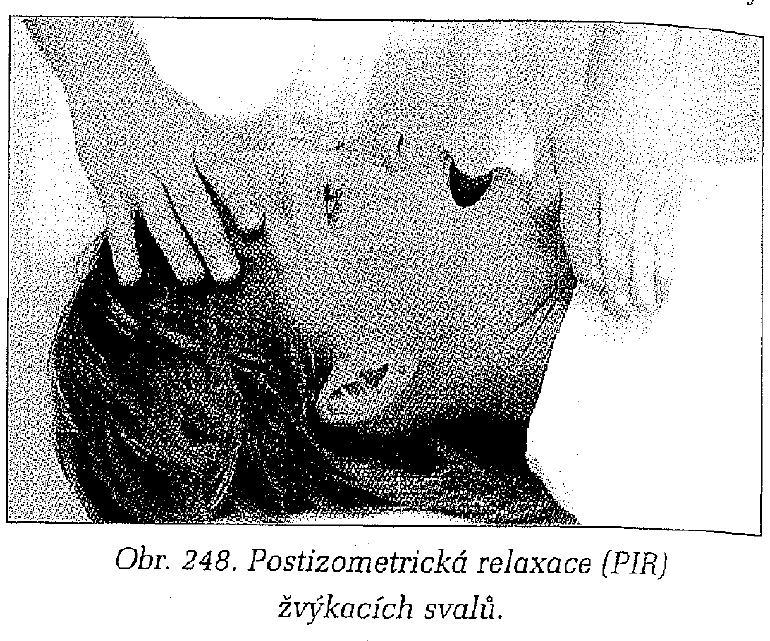 Obr. 248. Postizometrická relaxace (PIR)
žvýkacích svalů.